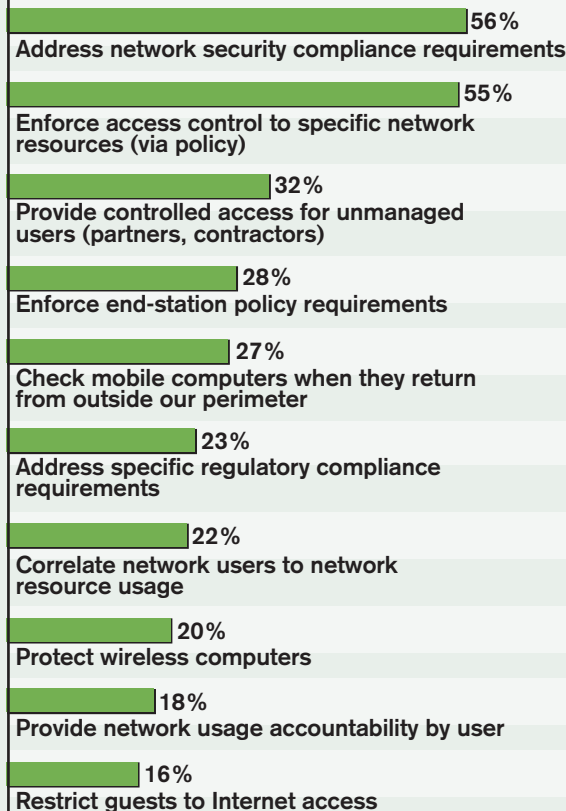 56%
Address network security compliance requirements
55%
Enforce access control to specific network
resources (via policy)
32%
Provide controlled access for unmanaged
users (partners, contractors)
28%
Enforce end-station policy requirements
27%
Check mobile computers when they return
from outside our perimeter
23%
Address specific regulatory compliance
requirements
22%
Correlate network users to network
resource usage
20%
Protect wireless computers
18%
Provide network usage accountability by user
16%
Restrict guests to Internet access